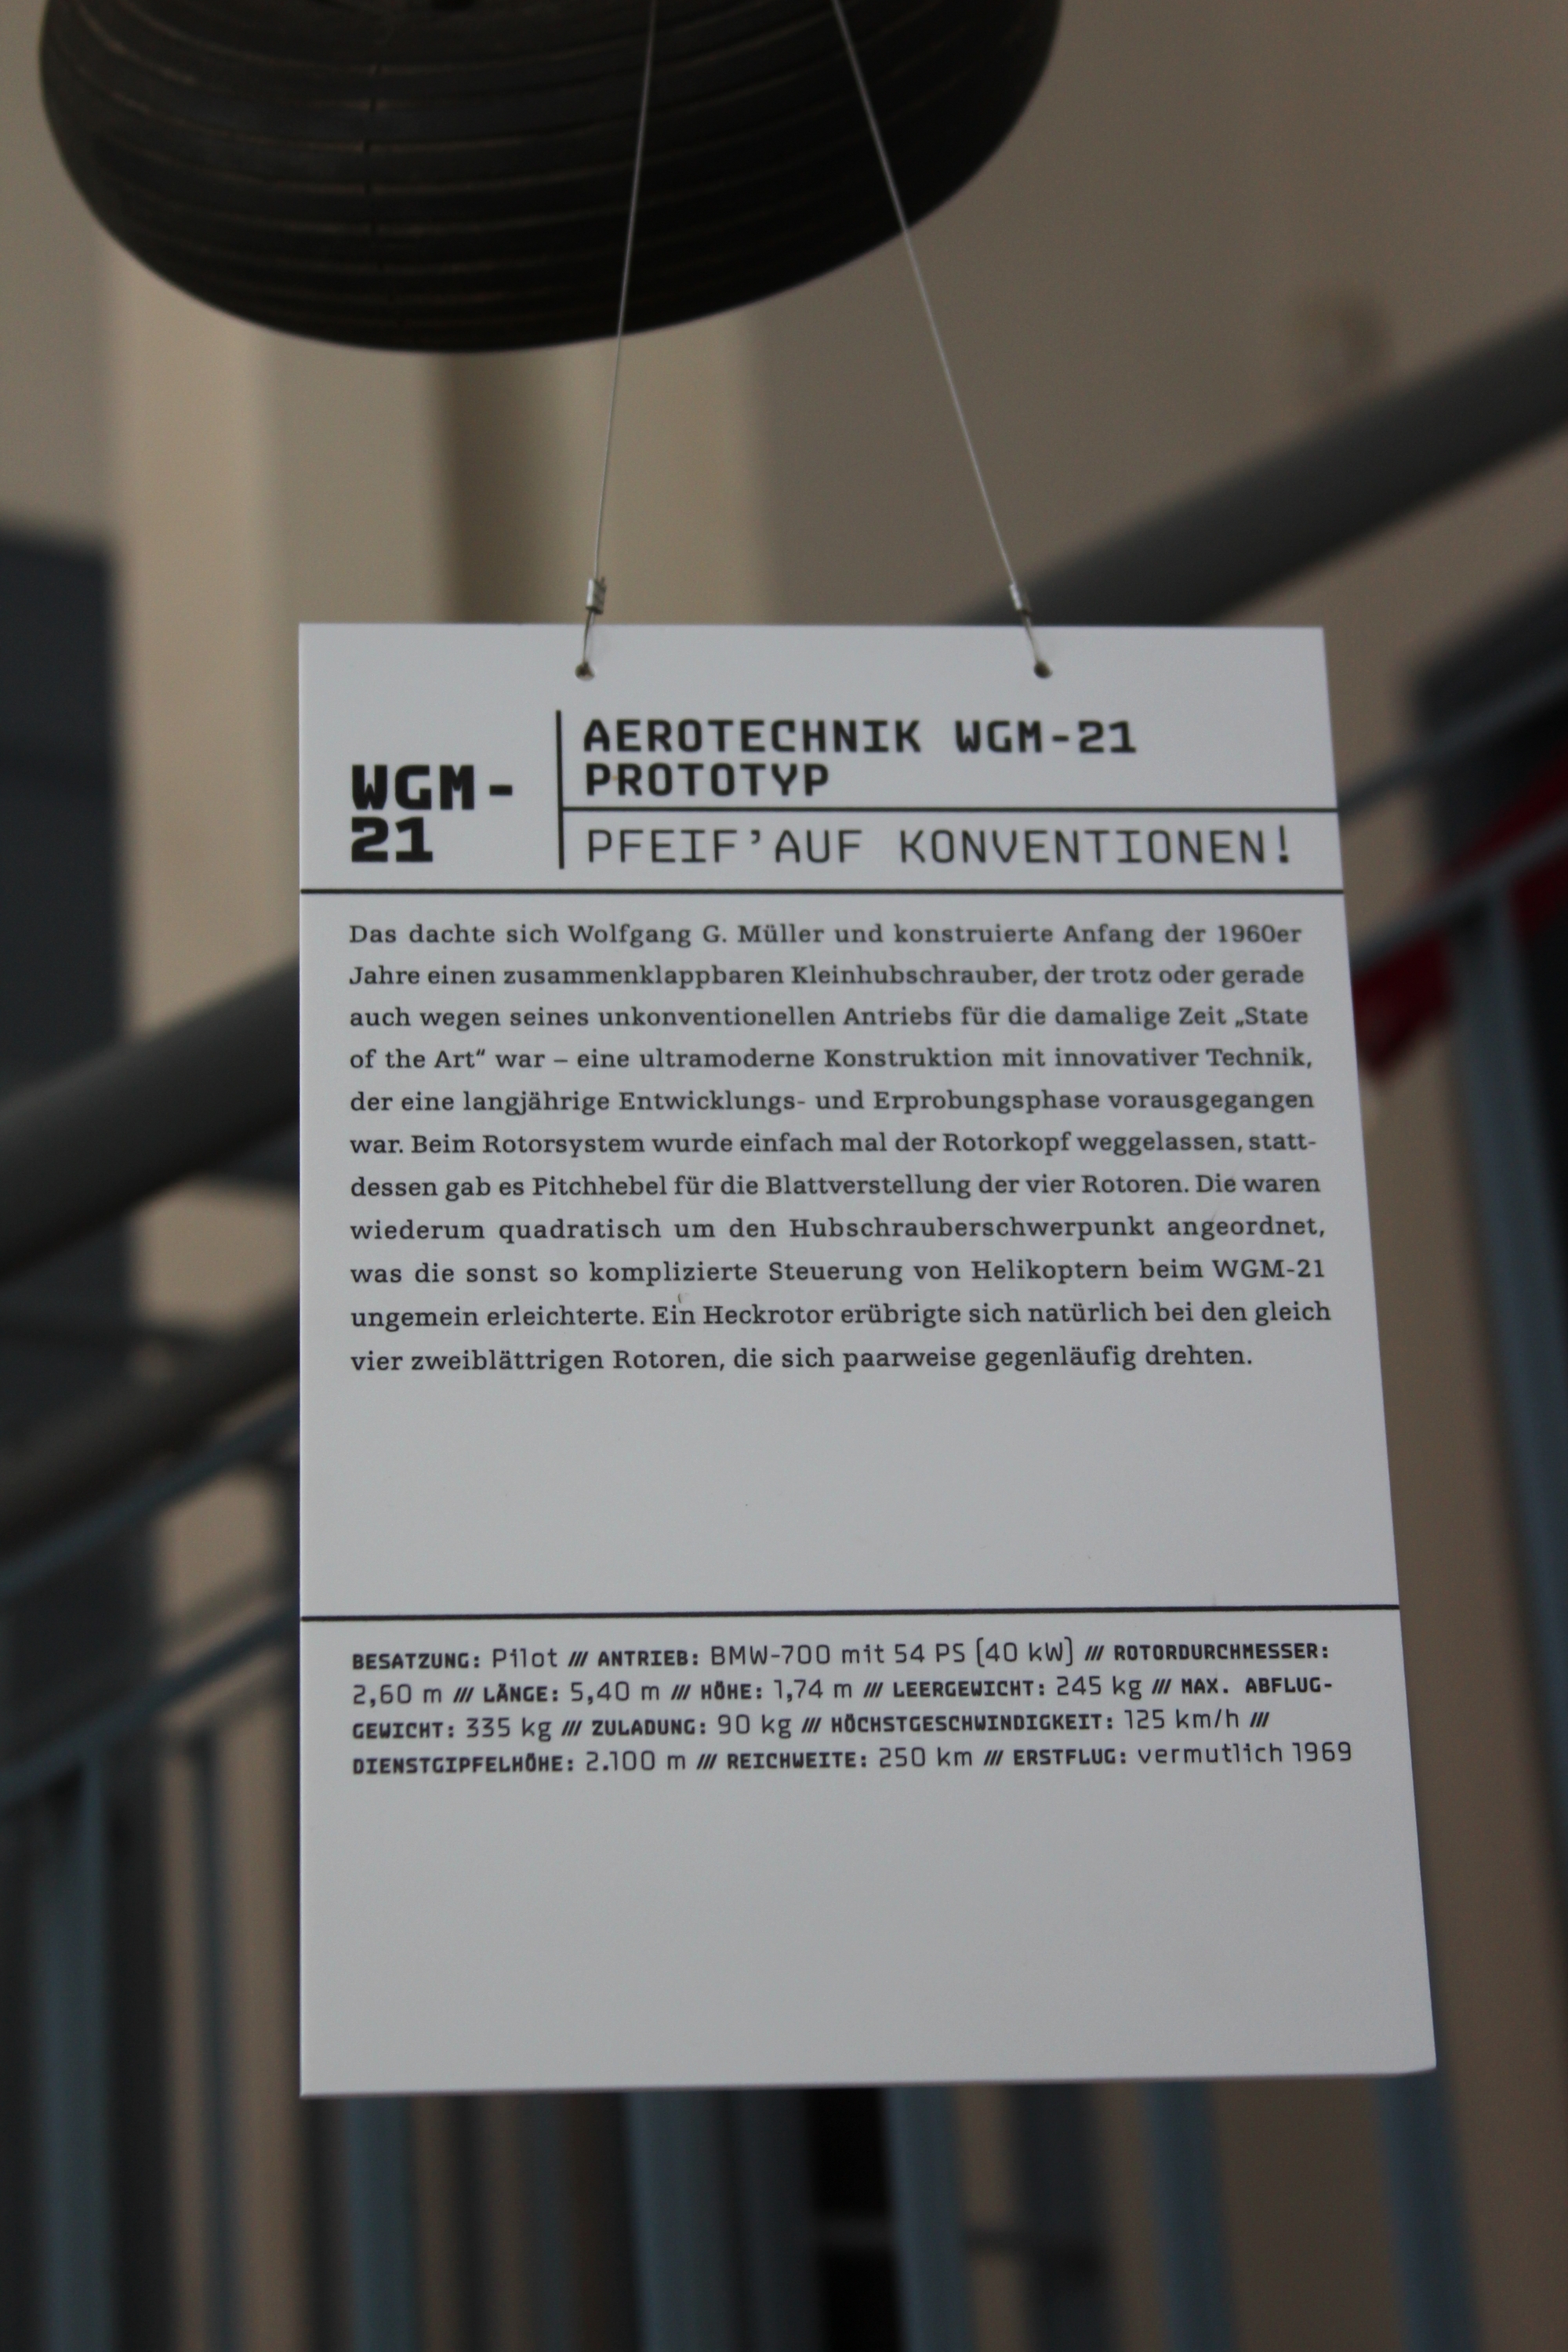 WGM-
21
AEROTECHNIK WGM-21
PROTOTYP
PFEIF'AUF KONVENTIONEN!
Das dachte sich Wolfgang G. Müller und konstruierte Anfang der 1960er
Jahre einen zusammenklappbaren Kleinhubschrauber, der trotz oder gerade
auch wegen seines unkonventionellen Antriebs für die damalige Zeit „State
of the Art“ war – eine ultramoderne Konstruktion mit innovativer Technik,
der eine langjährige Entwicklungs- und Erprobungsphase vorausgegangen
war. Beim Rotorsystem wurde einfach mal der Rotorkopf weggelassen, statt-
dessen gab es Pitchhebel für die Blattverstellung der vier Rotoren. Die waren
wiederum quadratisch um den Hubschrauberschwerpunkt angeordnet,
was die sonst so komplizierte Steuerung von Helikoptern beim WGM-21
ungemein erleichterte. Ein Heckrotor erübrigte sich natürlich bei den gleich
vier zweiblättrigen Rotoren, die sich paarweise gegenläufig drehten.
BESATZUNG: Pilot /// ANTRIEB: BMW-700 mit 54 PS (40 kW) /// ROTORDURCHMESSER:
2,60 m /// LÄNGE: 5,40 m /// HÖHE: 1,74 m /// LEERGEWICHT: 245 kg /// MAX. ABFLUG-
GEWICHT: 335 kg /// ZULADUNG: 90 kg /// HÖCHSTGESCHWINDIGKEIT: 125 km/h ///
DIENSTGIPFELHÖHE: 2.100 m /// REICHWEITE: 250 km /// ERSTFLUG: vermutlich 1969